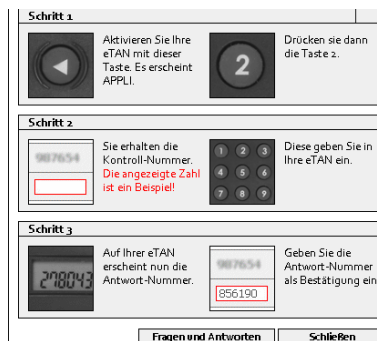 Schritt 1
Aktivieren Sie Ihre
eTAN mit dieser
Taste. Es erscheint
APPLI.
2
Drücken sie dann
die Taste 2.
Schritt 2
987654
Sie erhalten die
Kontroll-Nummer.
Die angezeigte Zahl
ist ein Beispiel!
1 2 3
4 5 6
7 8 9
Diese geben Sie in
Ihre eTAN ein.
Schritt 3
278043
Auf Ihrer eTAN
erscheint nun die
Antwort-Nummer.
987654
856190
Geben Sie die
Antwort-Nummer
als Bestätigung ein
Fragen und Antworten
Schließen